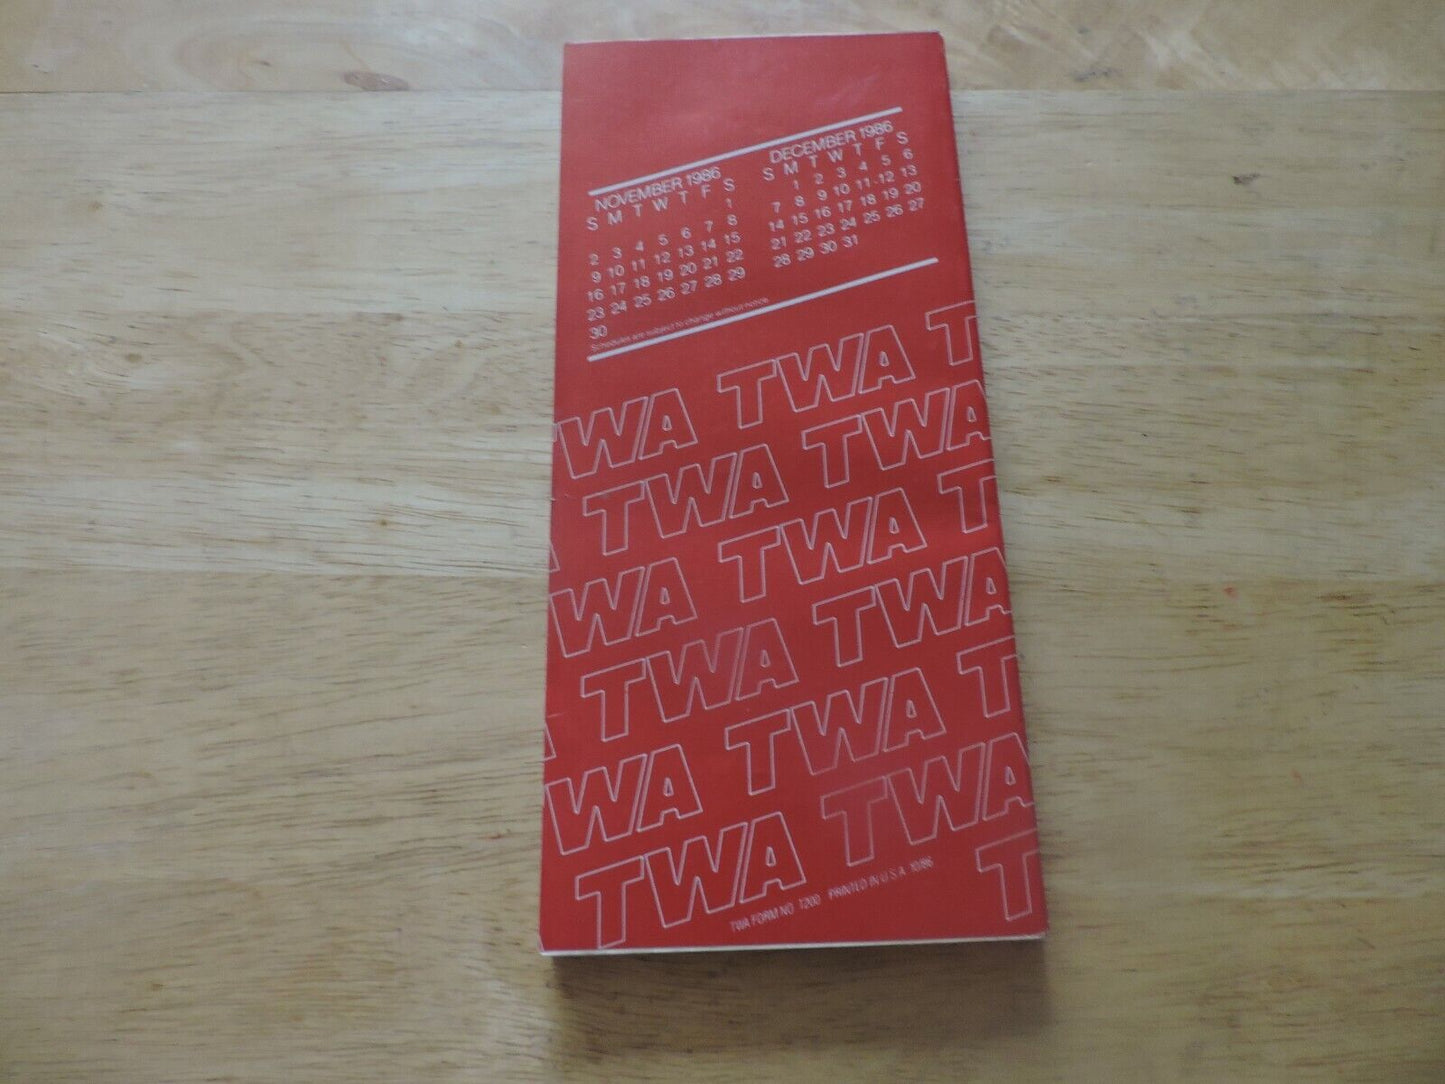 NOVEMBER 1986
S M T W T F S
1
2 3 4 5 6 7 8
9 10 11 12 13 14 15
16 17 18 19 20 21 22
23 24 25 26 27 28 29
30
DECEMBER 1986
S M T W T F S
1 2 3 4 5 6
7 8 9 10 11 12 13
14 15 16 17 18 19 20
21 22 23 24 25 26 27
28 29 30 31
Schedules are subject to change without notice.
TWA TWA T
TWA TWA
TWA TWA T
TWA TWA
TWA TWA T
TWA TWA
T
TWA FORM NO. 1200 PRINTED IN U.S.A. 10/86